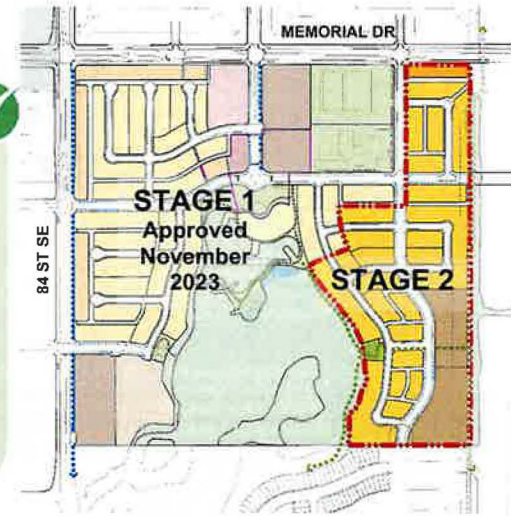 MEMORIAL DR
STAGE 1
Approved
November
2023
STAGE 2
84 ST SE